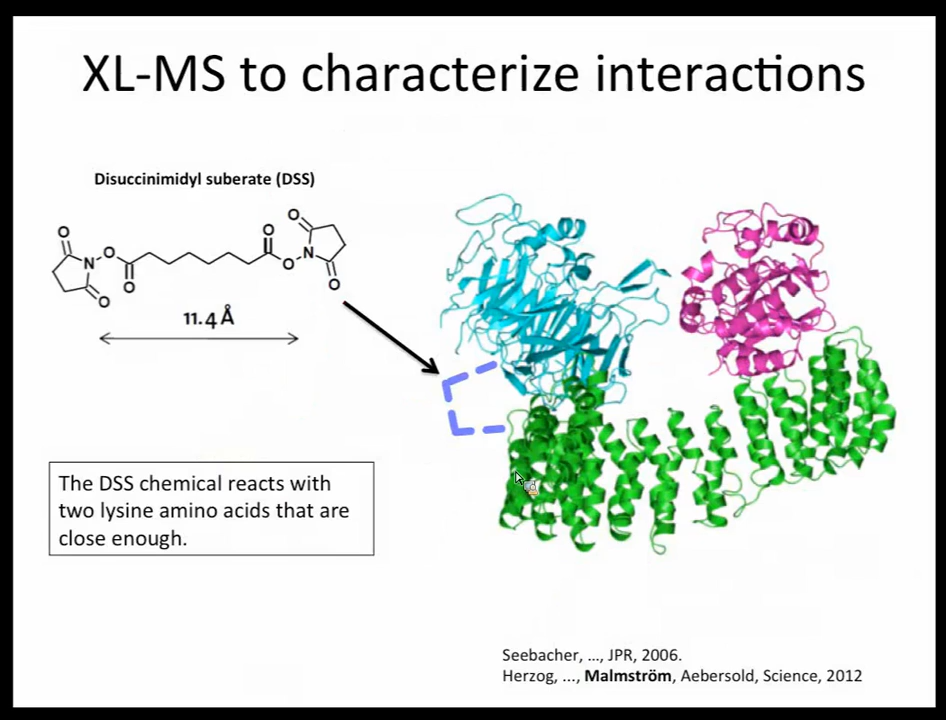 XL-MS to characterize interactions
Disuccinimidyl suberate (DSS)
O
O
O
O
N
O
N
O
O
O
O
11.4 Å
The DSS chemical reacts with
two lysine amino acids that are
close enough.
Seebacher, ..., JPR, 2006.
Herzog, ..., Malmström, Aebersold, Science, 2012